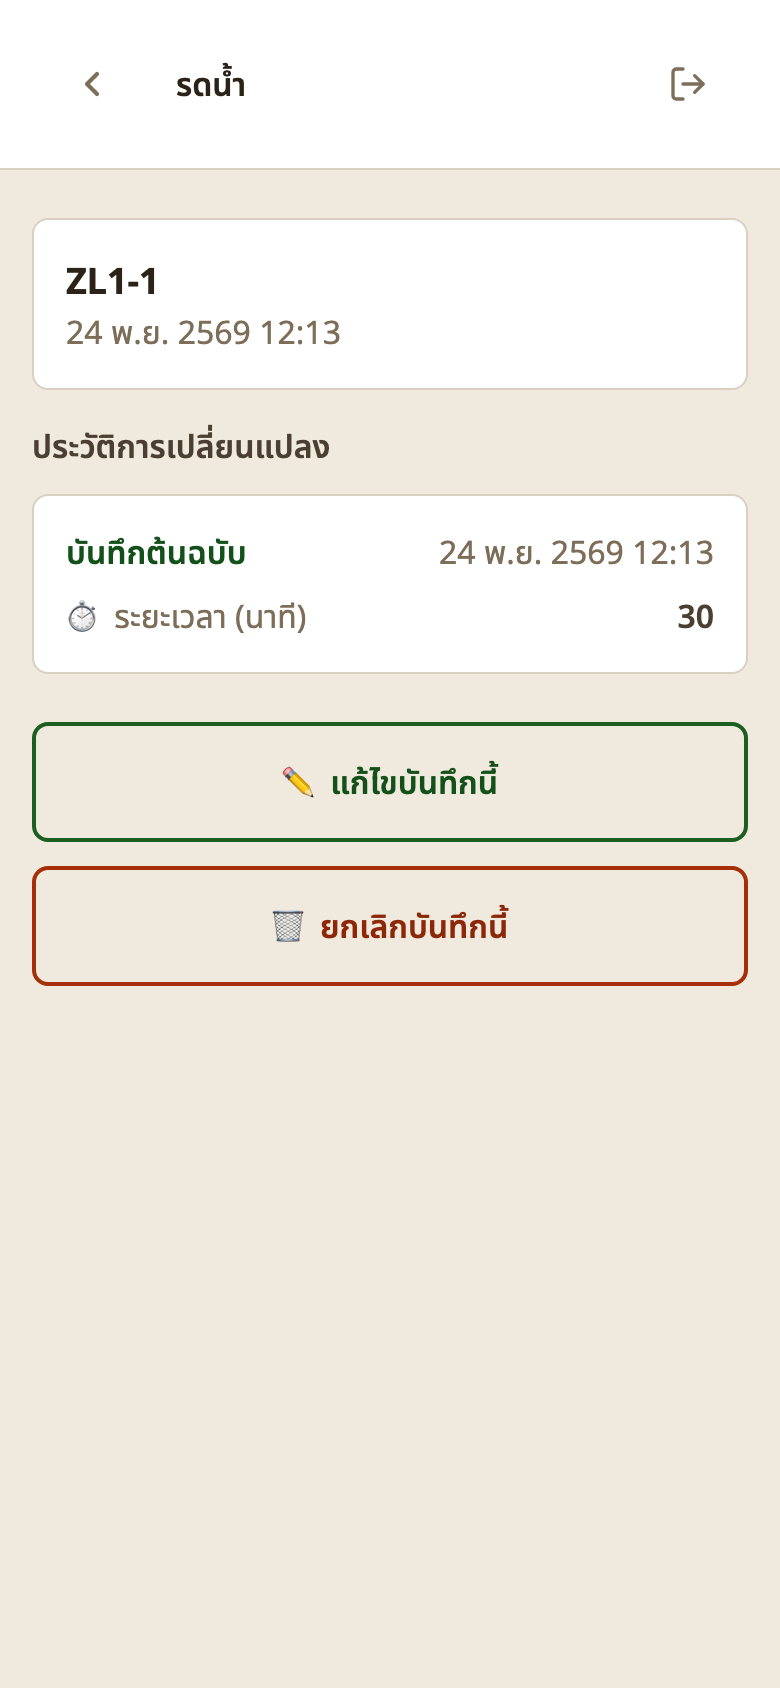 รดน้ำ
ZL1-1
24 พ.ย. 2569 12:13
ประวัติการเปลี่ยนแปลง
บันทึกต้นฉบับ 24 พ.ย. 2569 12:13
ระยะเวลา (นาที) 30
แก้ไขบันทึกนี้
ยกเลิกบันทึกนี้